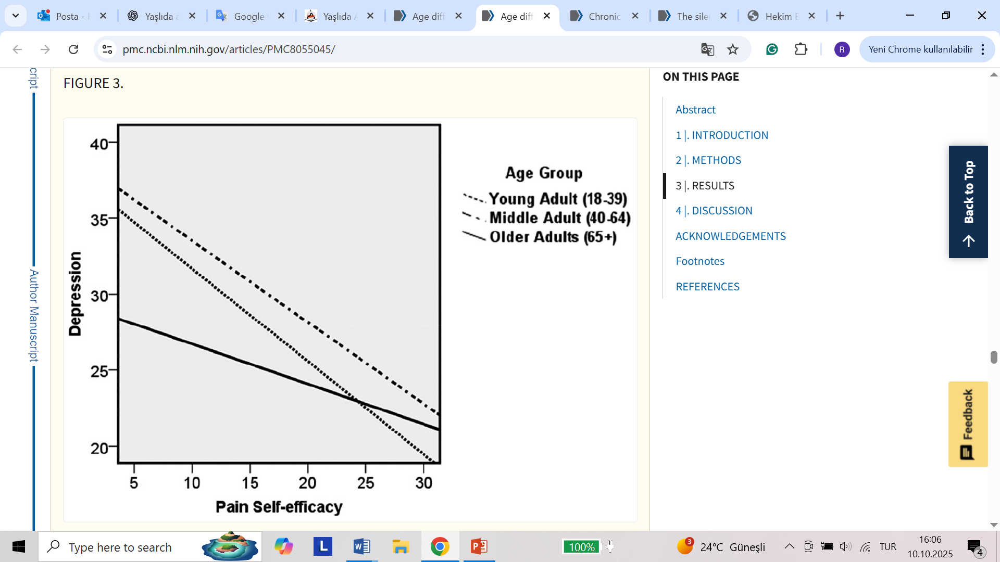 Posta -
Yaşlıda a
Google
Yaşlıda A
Age diff
Age diff
Chronic
The sile
Hekim E
pmc.ncbi.nlm.nih.gov/articles/PMC8055045/
R
Yeni Chrome kullanılabilir
cript
Author Manuscript
FIGURE 3.
40
35
30
25
20
Depression
5 10 15 20 25 30
Pain Self-efficacy
Age Group
Young Adult (18-39)
Middle Adult (40-64)
Older Adults (65+)
ON THIS PAGE
Abstract
1 |. INTRODUCTION
2 |. METHODS
3 |. RESULTS
4 |. DISCUSSION
ACKNOWLEDGEMENTS
Footnotes
REFERENCES
Back to Top
Feedback
Type here to search
L
100%
3
24°C Güneşli
TUR
16:06
10.10.2025
4